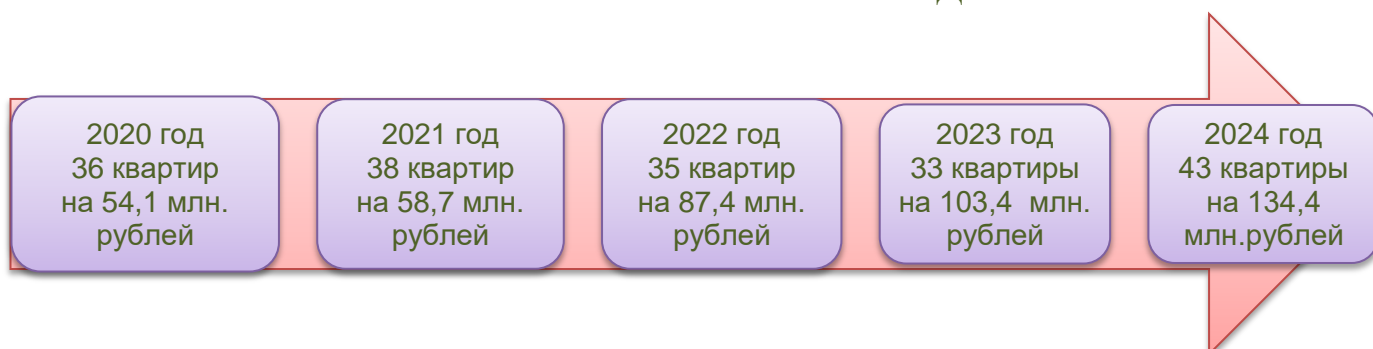 2020 год
36 квартир
на 54,1 млн.
рублей
2021 год
38 квартир
на 58,7 млн.
рублей
2022 год
35 квартир
на 87,4 млн.
рублей
2023 год
33 квартиры
на 103,4 млн.
рублей
2024 год
43 квартиры
на 134,4
млн.рублей